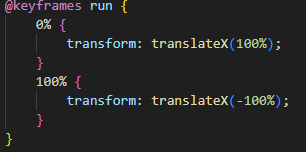 @keyframes run {
    0% {
        transform: translateX(100%);
    }
    100% {
        transform: translateX(-100%);
    }
}